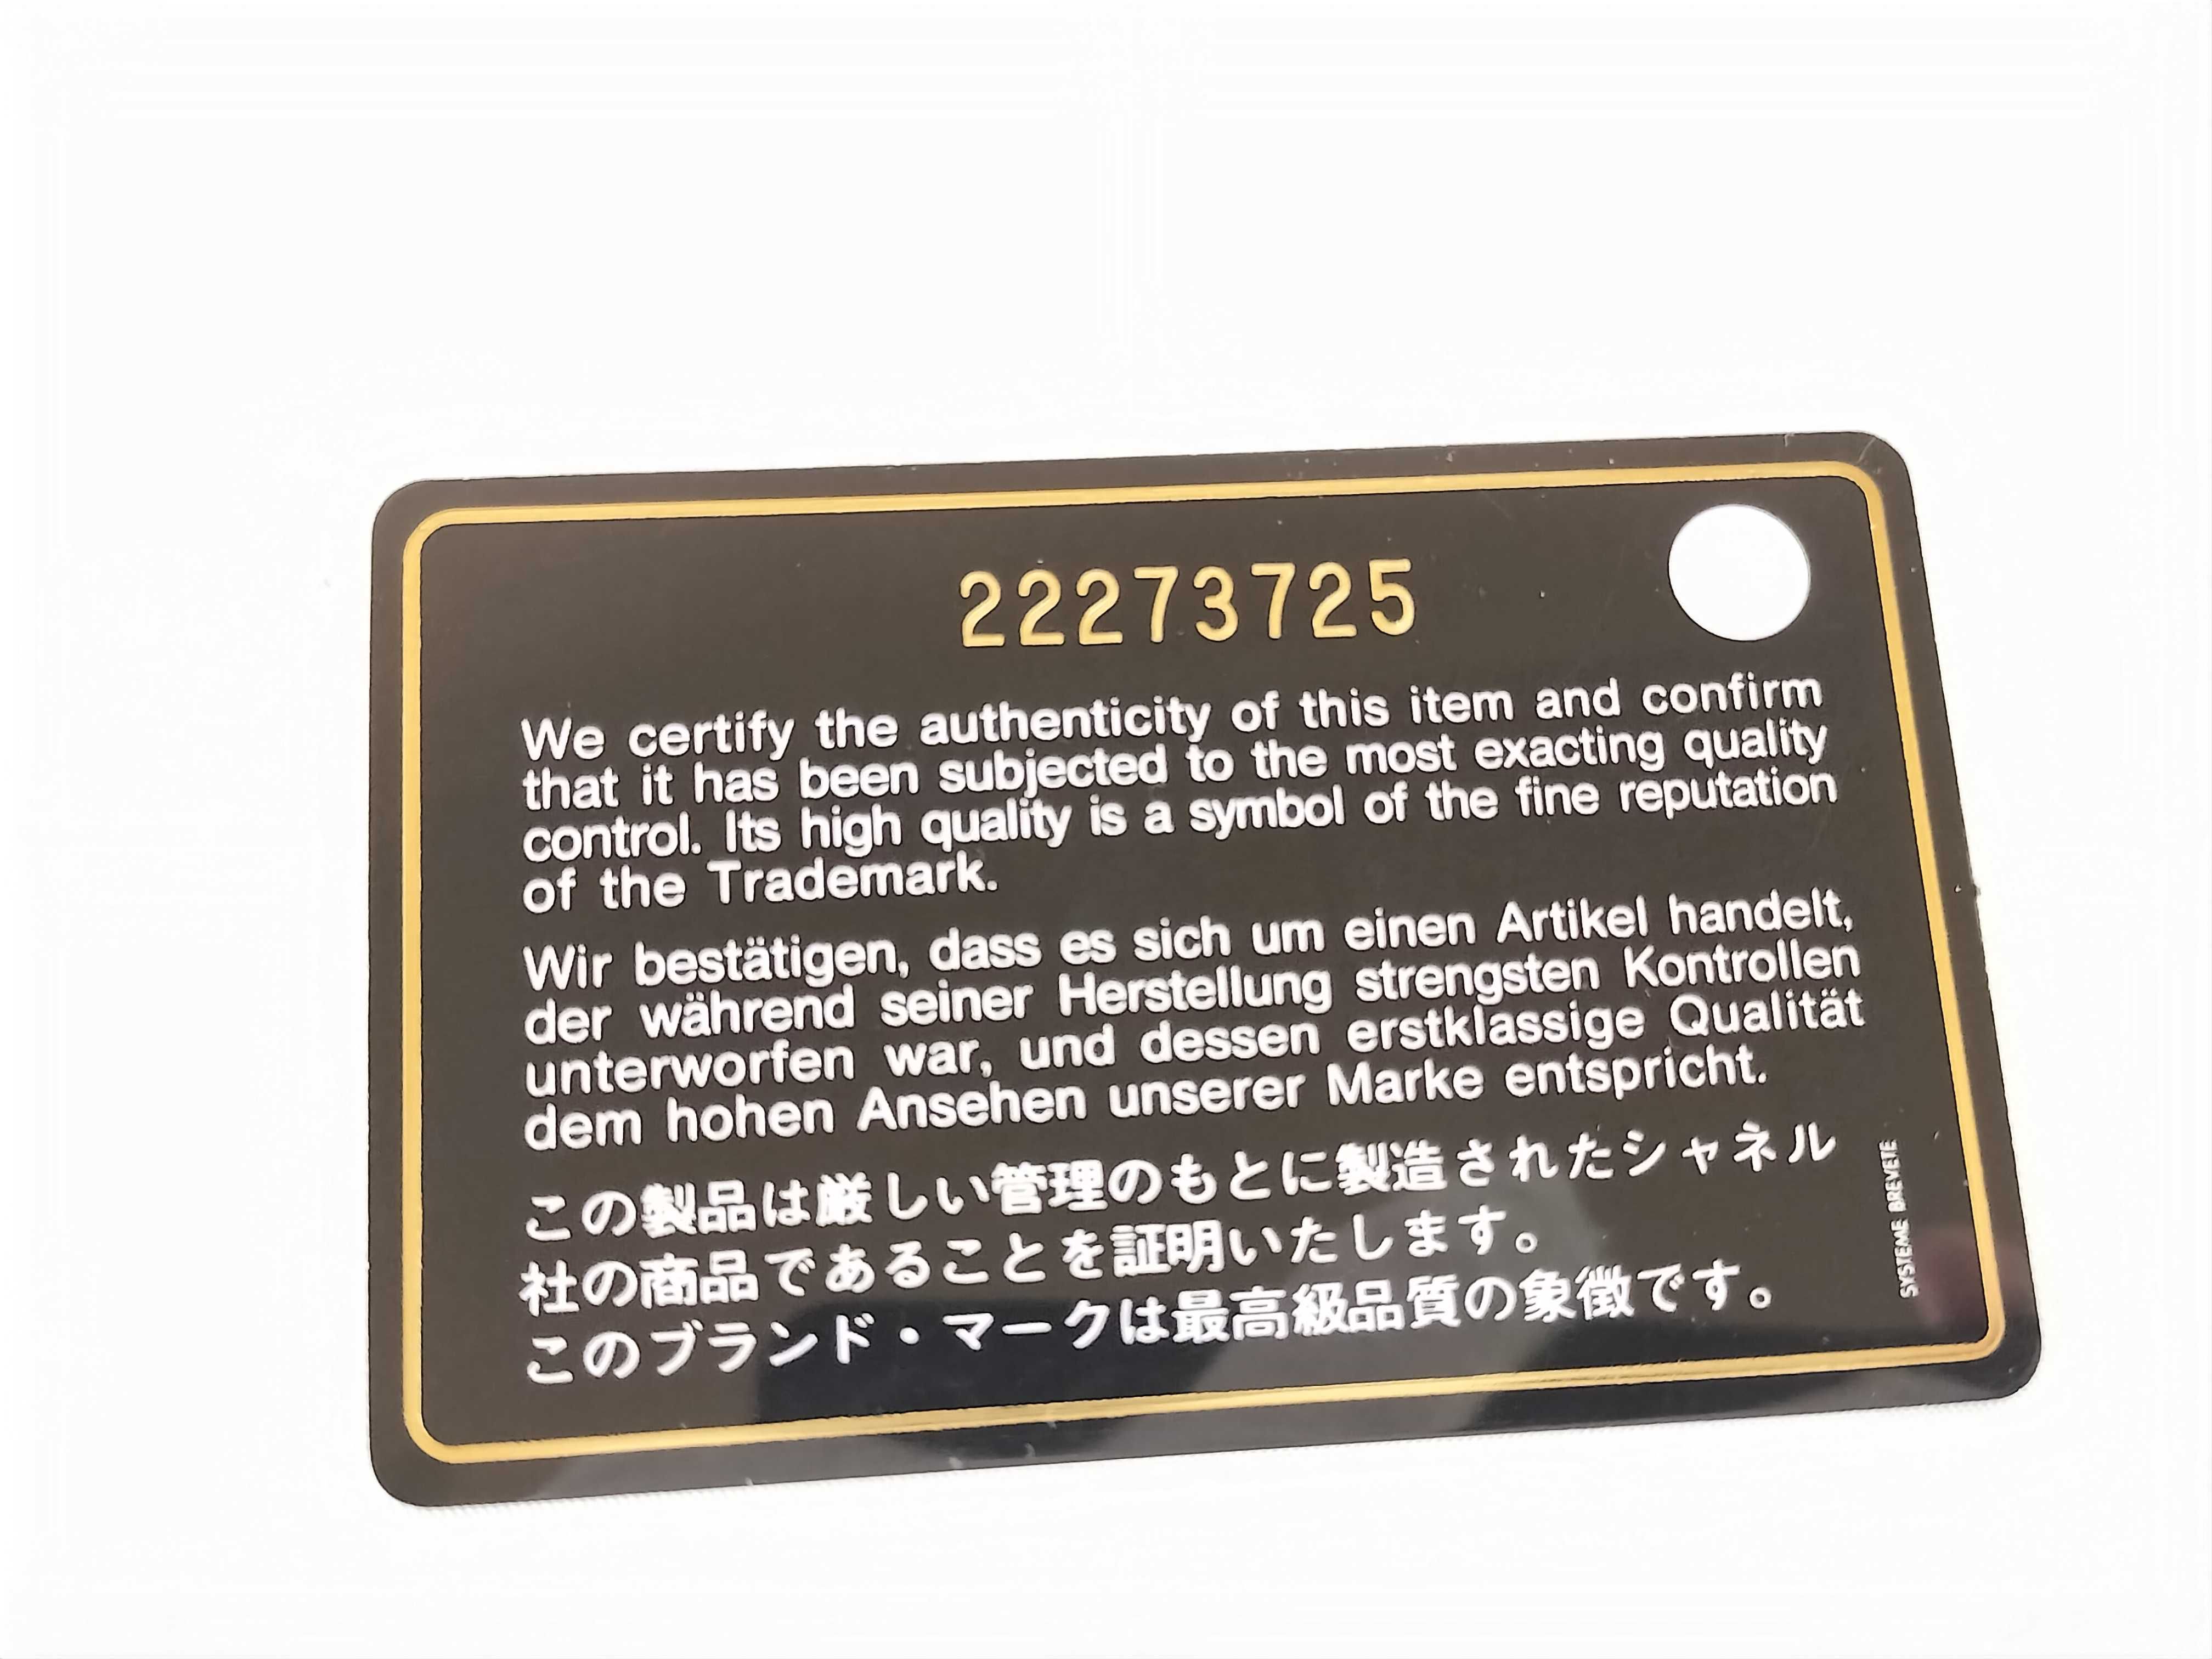 22273725
We certify the authenticity of this item and confirm
that it has been subjected to the most exacting quality
control. Its high quality is a symbol of the fine reputation
of the Trademark.
Wir bestätigen, dass es sich um einen Artikel handelt,
der während seiner Herstellung strengsten Kontrollen
unterworfen war, und dessen erstklassige Qualität
dem hohen Ansehen unserer Marke entspricht.
この製品は厳しい管理のもとに製造されたシャネル
社の商品であることを証明いたします。
このブランド・マークは最高級品質の象徴です。
SYSTEME BREVETE